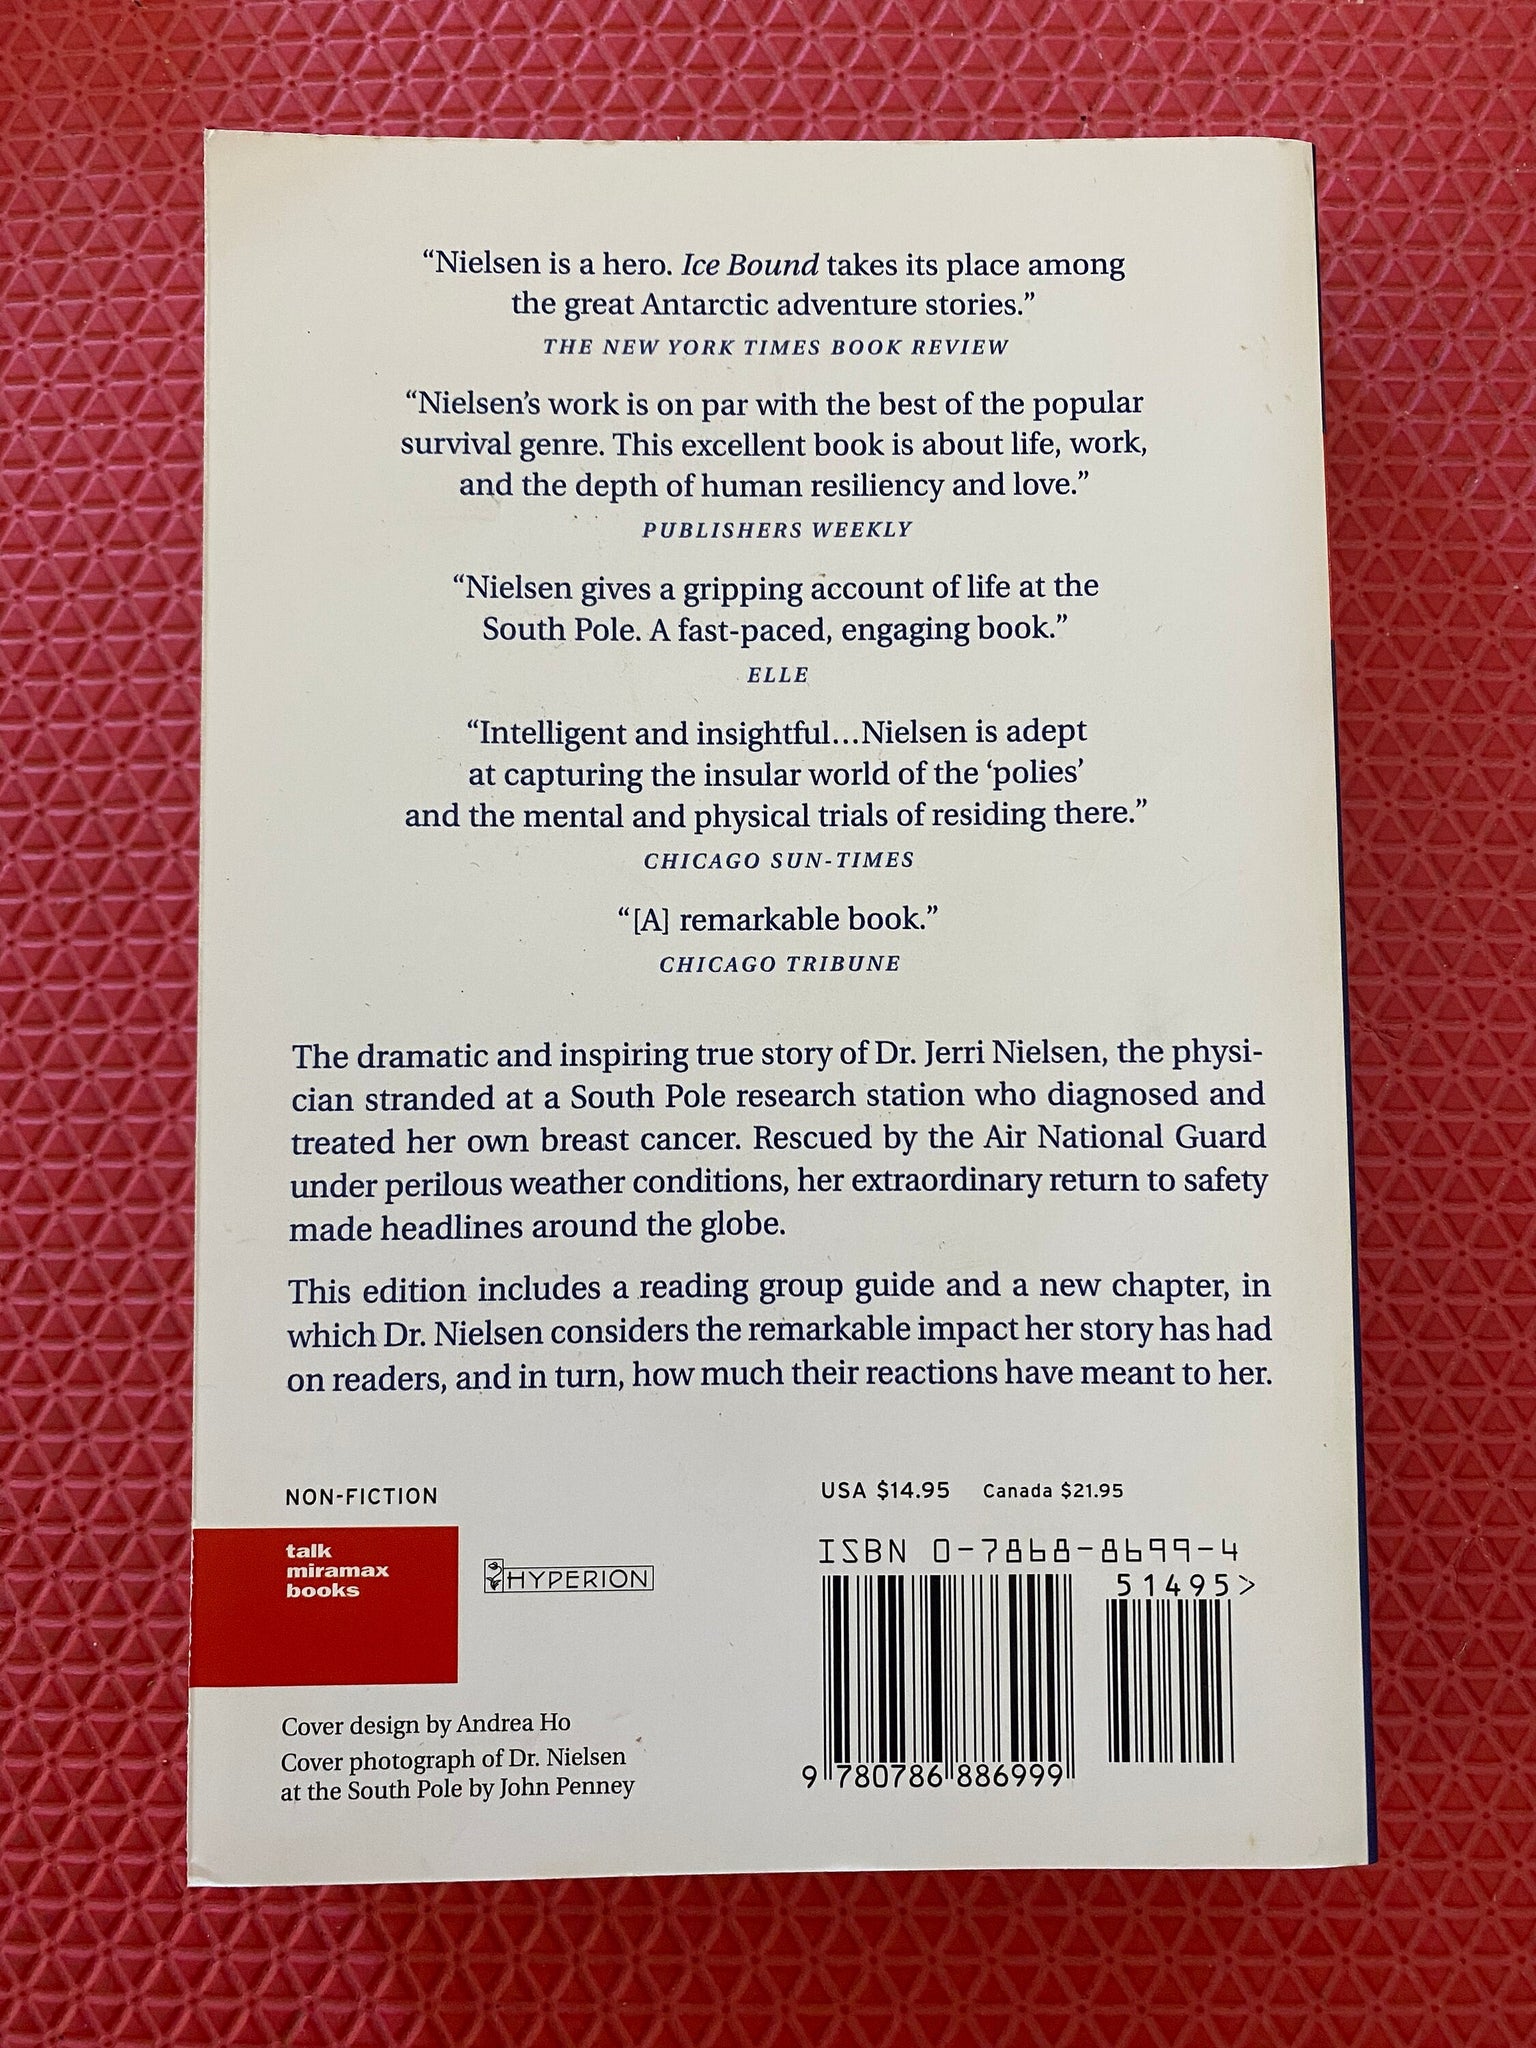 “Nielsen is a hero. Ice Bound takes its place among
the great Antarctic adventure stories.”
THE NEW YORK TIMES BOOK REVIEW
“Nielsen’s work is on par with the best of the popular
survival genre. This excellent book is about life, work,
and the depth of human resiliency and love.”
PUBLISHERS WEEKLY
“Nielsen gives a gripping account of life at the
South Pole. A fast-paced, engaging book.”
ELLE
“Intelligent and insightful…Nielsen is adept
at capturing the insular world of the ‘polies’
and the mental and physical trials of residing there.”
CHICAGO SUN-TIMES
“[A] remarkable book.”
CHICAGO TRIBUNE
The dramatic and inspiring true story of Dr. Jerri Nielsen, the physi-
cian stranded at a South Pole research station who diagnosed and
treated her own breast cancer. Rescued by the Air National Guard
under perilous weather conditions, her extraordinary return to safety
made headlines around the globe.
This edition includes a reading group guide and a new chapter, in
which Dr. Nielsen considers the remarkable impact her story has had
on readers, and in turn, how much their reactions have meant to her.
NON-FICTION
talk
miramax
books
HYPERION
Cover design by Andrea Ho
Cover photograph of Dr. Nielsen
at the South Pole by John Penney
USA $14.95 Canada $21.95
ISBN 0-7868-8699-4
51495>
9 780786 886999